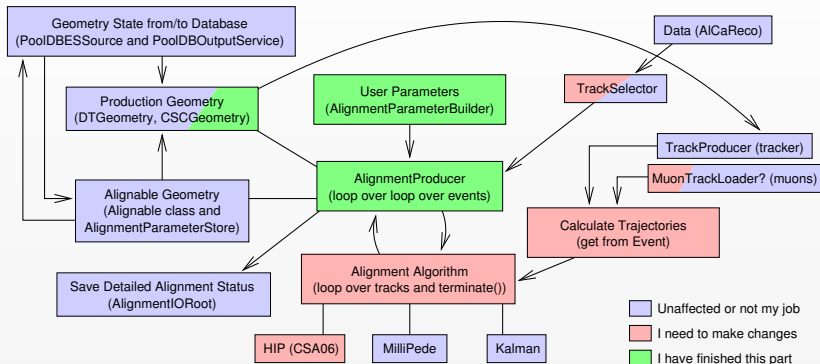 Geometry State from/to Database
(PoolDBESSource and PoolDBOutputService)
Data (AlCaReco)
Production Geometry
(DTGeometry, CSCGeometry)
User Parameters
(AlignmentParameterBuilder)
TrackSelector
TrackProducer (tracker)
MuonTrackLoader? (muons)
AlignmentProducer
(loop over loop over events)
Alignable Geometry
(Alignable class and
AlignmentParameterStore)
Calculate Trajectories
(get from Event)
Save Detailed Alignment Status
(AlignmentIORoot)
Alignment Algorithm
(loop over tracks and terminate())
HIP (CSA06)
MilliPede
Kalman
Unaffected or not my job
I need to make changes
I have finished this part